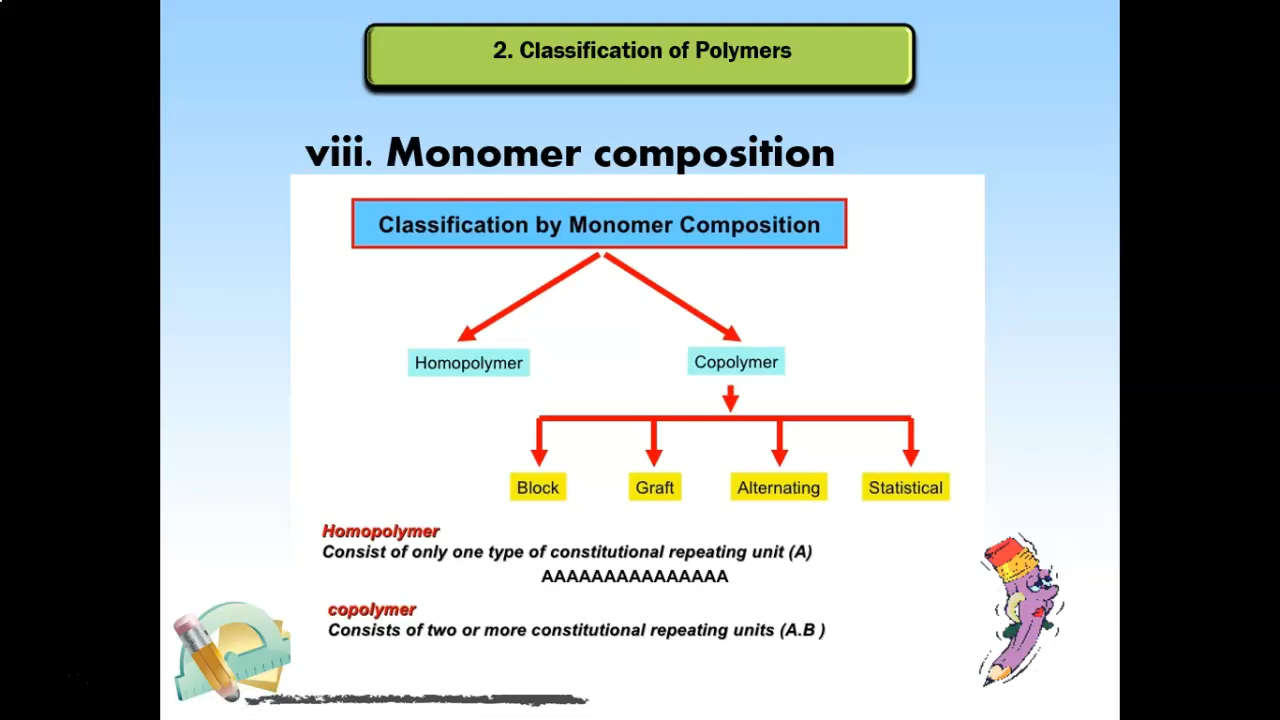 2. Classification of Polymers
viii. Monomer composition
Classification by Monomer Composition
Homopolymer
Copolymer
Block
Graft
Alternating
Statistical
Homopolymer
Consist of only one type of constitutional repeating unit (A)
AAAAAAAAAAAAAAA
copolymer
Consists of two or more constitutional repeating units (A.B )